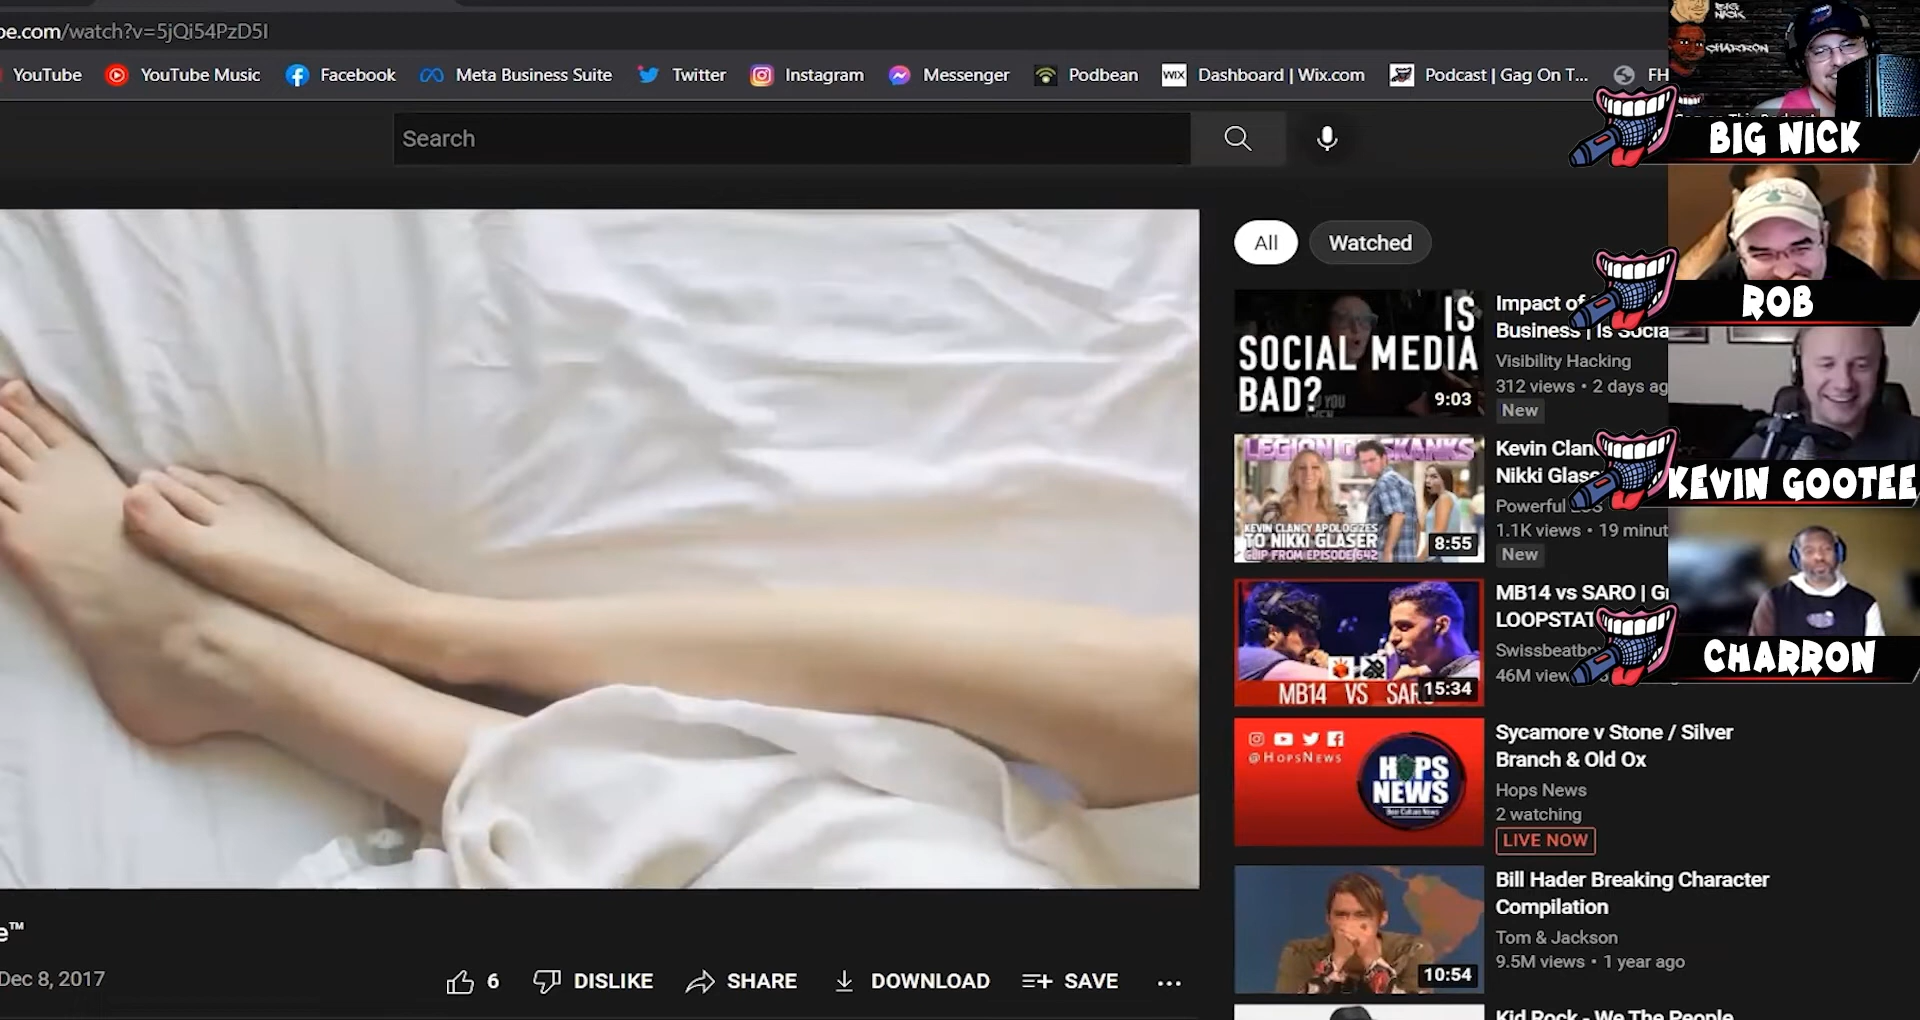 be.com/watch?v=5jQi54PzD5I
YouTube
YouTube Music
Facebook
Meta Business Suite
Twitter
Instagram
Messenger
Podbean
WIX
Dashboard | Wix.com
Podcast | Gag On T...
FH
Search
BIG
NICK
CHARRON
BIG NICK
ROB
KEVIN GOOTEE
CHARRON
All
Watched
IS
SOCIAL MEDIA
BAD?
9:03
Impact of
Business | Is Socia
Visibility Hacking
312 views • 2 days ag
New
KEVIN CLANCY APOLOGIZES
TO NIKKI GLASER
CLIP FROM EPISODE 642
8:55
Kevin Clan
Nikki Glas
Powerful
1.1K views • 19 minut
New
MB14 VS SAR
15:34
MB14 vs SARO | G
LOOPSTAT
Swissbeatbo
46M view
@HOPSNEWS
HOPS
NEWS
Sycamore v Stone / Silver
Branch & Old Ox
Hops News
2 watching
LIVE NOW
10:54
Bill Hader Breaking Character
Compilation
Tom & Jackson
9.5M views • 1 year ago
Kid Rock - We The People
e™
Dec 8, 2017
6
DISLIKE
SHARE
DOWNLOAD
SAVE